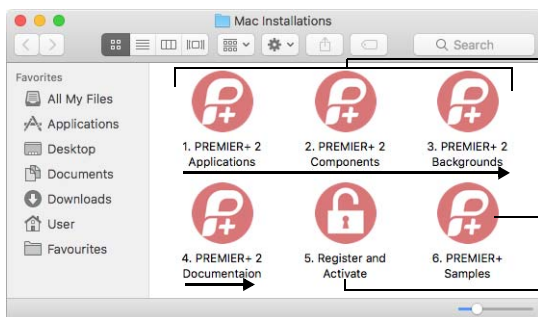 Mac Installations
Search
Favorites
All My Files
Applications
Desktop
Documents
Downloads
User
Favourites
1. PREMIER+ 2
Applications
2. PREMIER+ 2
Components
3. PREMIER+ 2
Backgrounds
4. PREMIER+ 2
Documentaion
5. Register and
Activate
6. PREMIER+
Samples